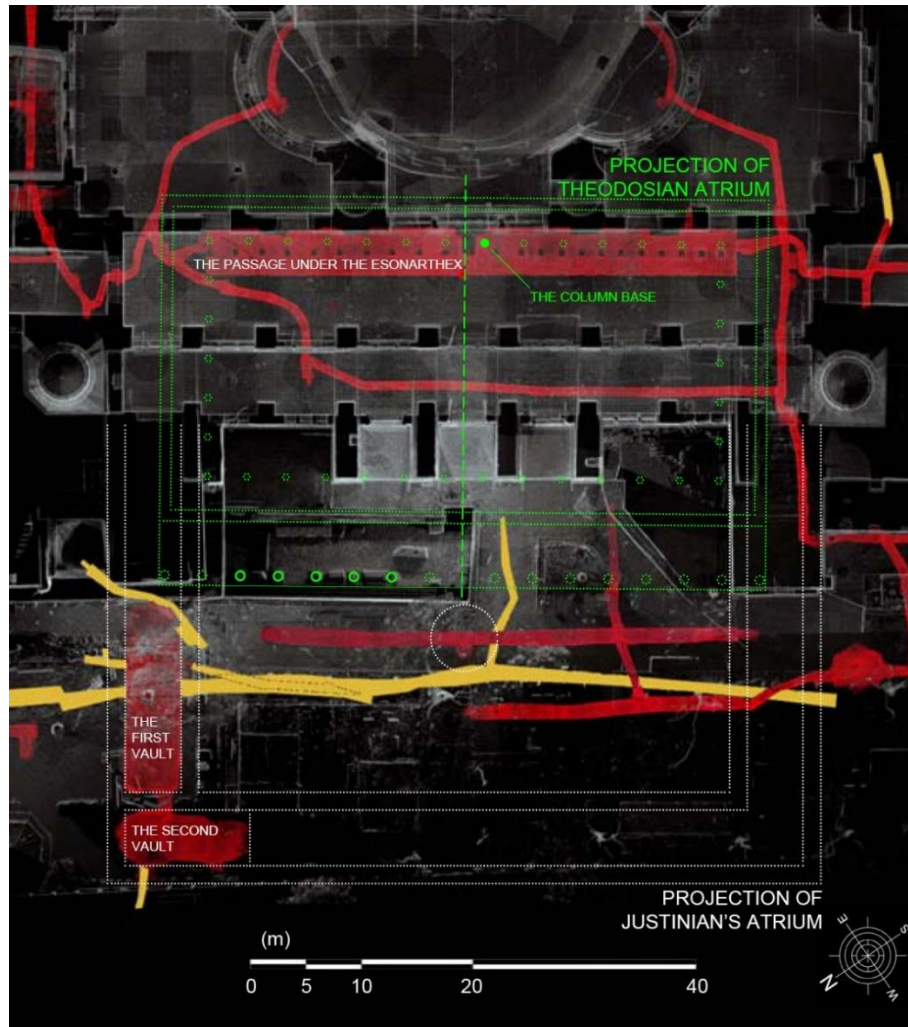 PROJECTION OF
THEODOSIAN ATRIUM
THE PASSAGE UNDER THE ESONARTHEX
THE COLUMN BASE
THE
FIRST
VAULT
THE SECOND
VAULT
PROJECTION OF
JUSTINIAN'S ATRIUM
(m)
0 5 10 20 40
E S
N W